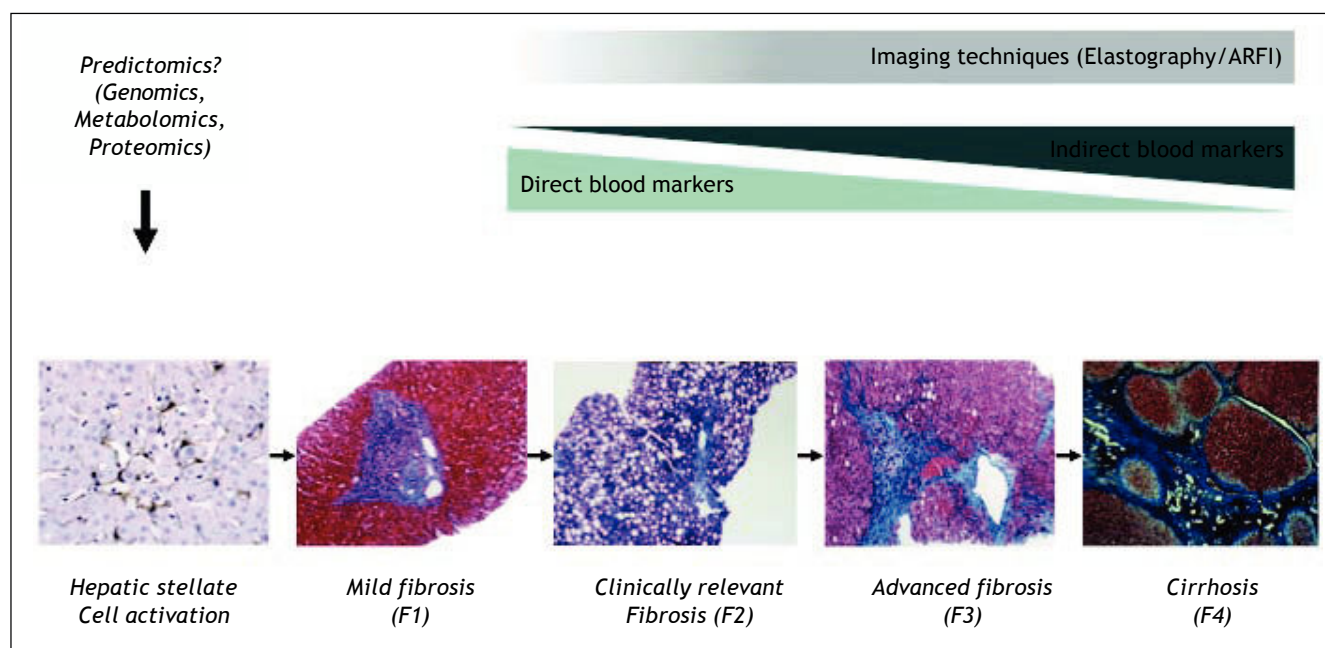 Predictomics?
(Genomics,
Metabolomics,
Proteomics)
Imaging techniques (Elastography/ARFI)
Indirect blood markers
Direct blood markers
Hepatic stellate
Cell activation
Mild fibrosis
(F1)
Clinically relevant
Fibrosis (F2)
Advanced fibrosis
(F3)
Cirrhosis
(F4)